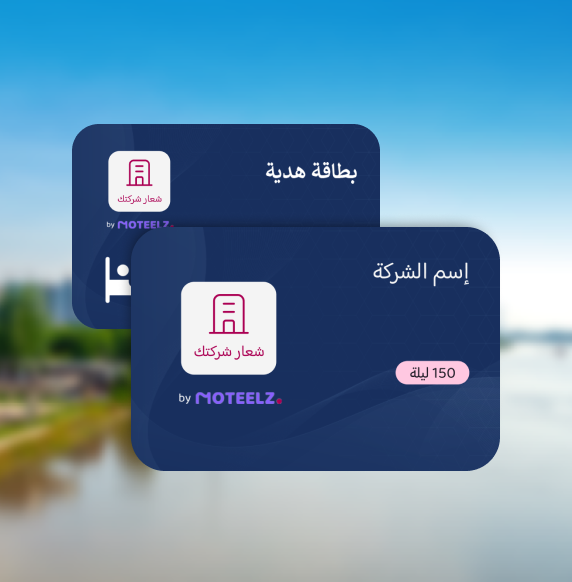 بطاقة هدية
شعار شركتك
by MOTEELZ
إسم الشركة
شعار شركتك
150 ليلة
by MOTEELZ